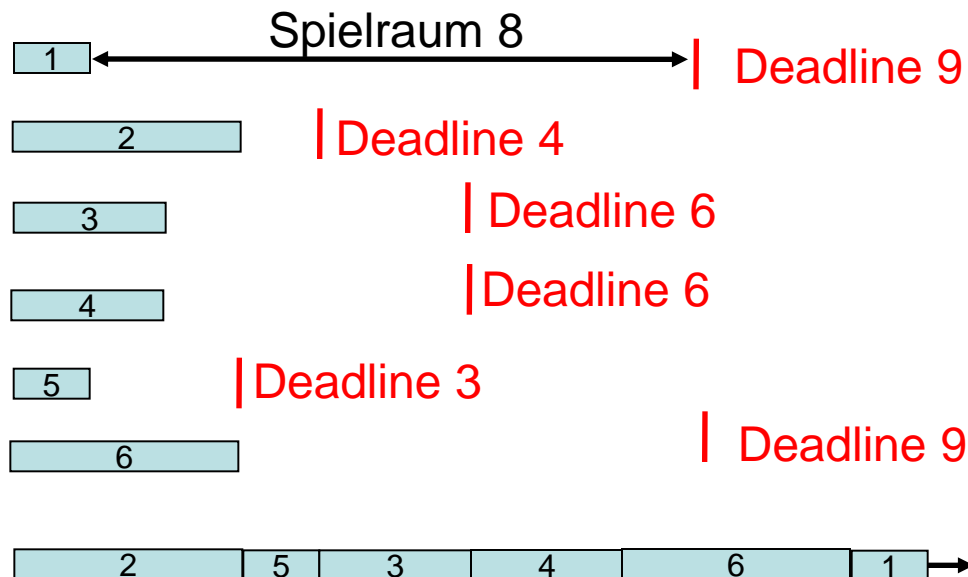 Spielraum 8
1
Deadline 9
2
Deadline 4
3
Deadline 6
4
Deadline 6
5
Deadline 3
6
Deadline 9
2 5 3 4 6 1